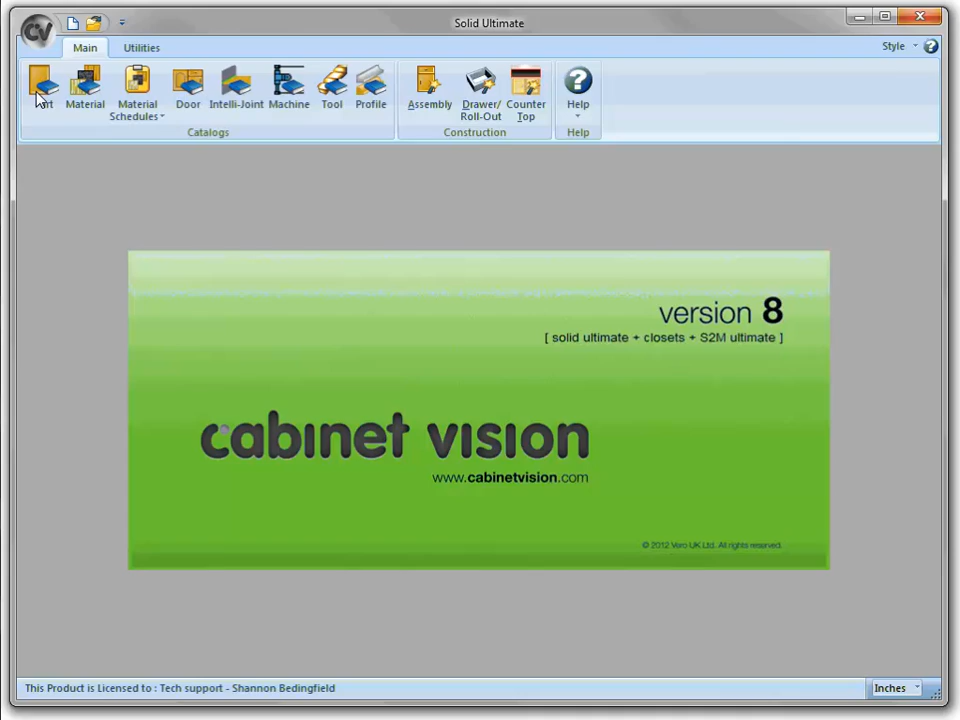 Solid Ultimate
Main Utilities Style
Material Material Schedules Door Intelli-Joint Machine Tool Profile Assembly Drawer/ Roll-Out Counter Top Help
Catalogs Construction Help
version 8
[ solid ultimate + closets + S2M ultimate ]
cabinet vision
www.cabinetvision.com
© 2012 Vero UK Ltd. All rights reserved.
This Product is Licensed to : Tech support - Shannon Bedingfield Inches